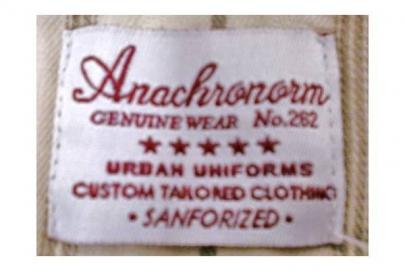 Anachronorm
GENUINE WEAR No.262
★★★★★
URBAN UNIFORMS
CUSTOM TAILORED CLOTHING
• SANFORIZED •